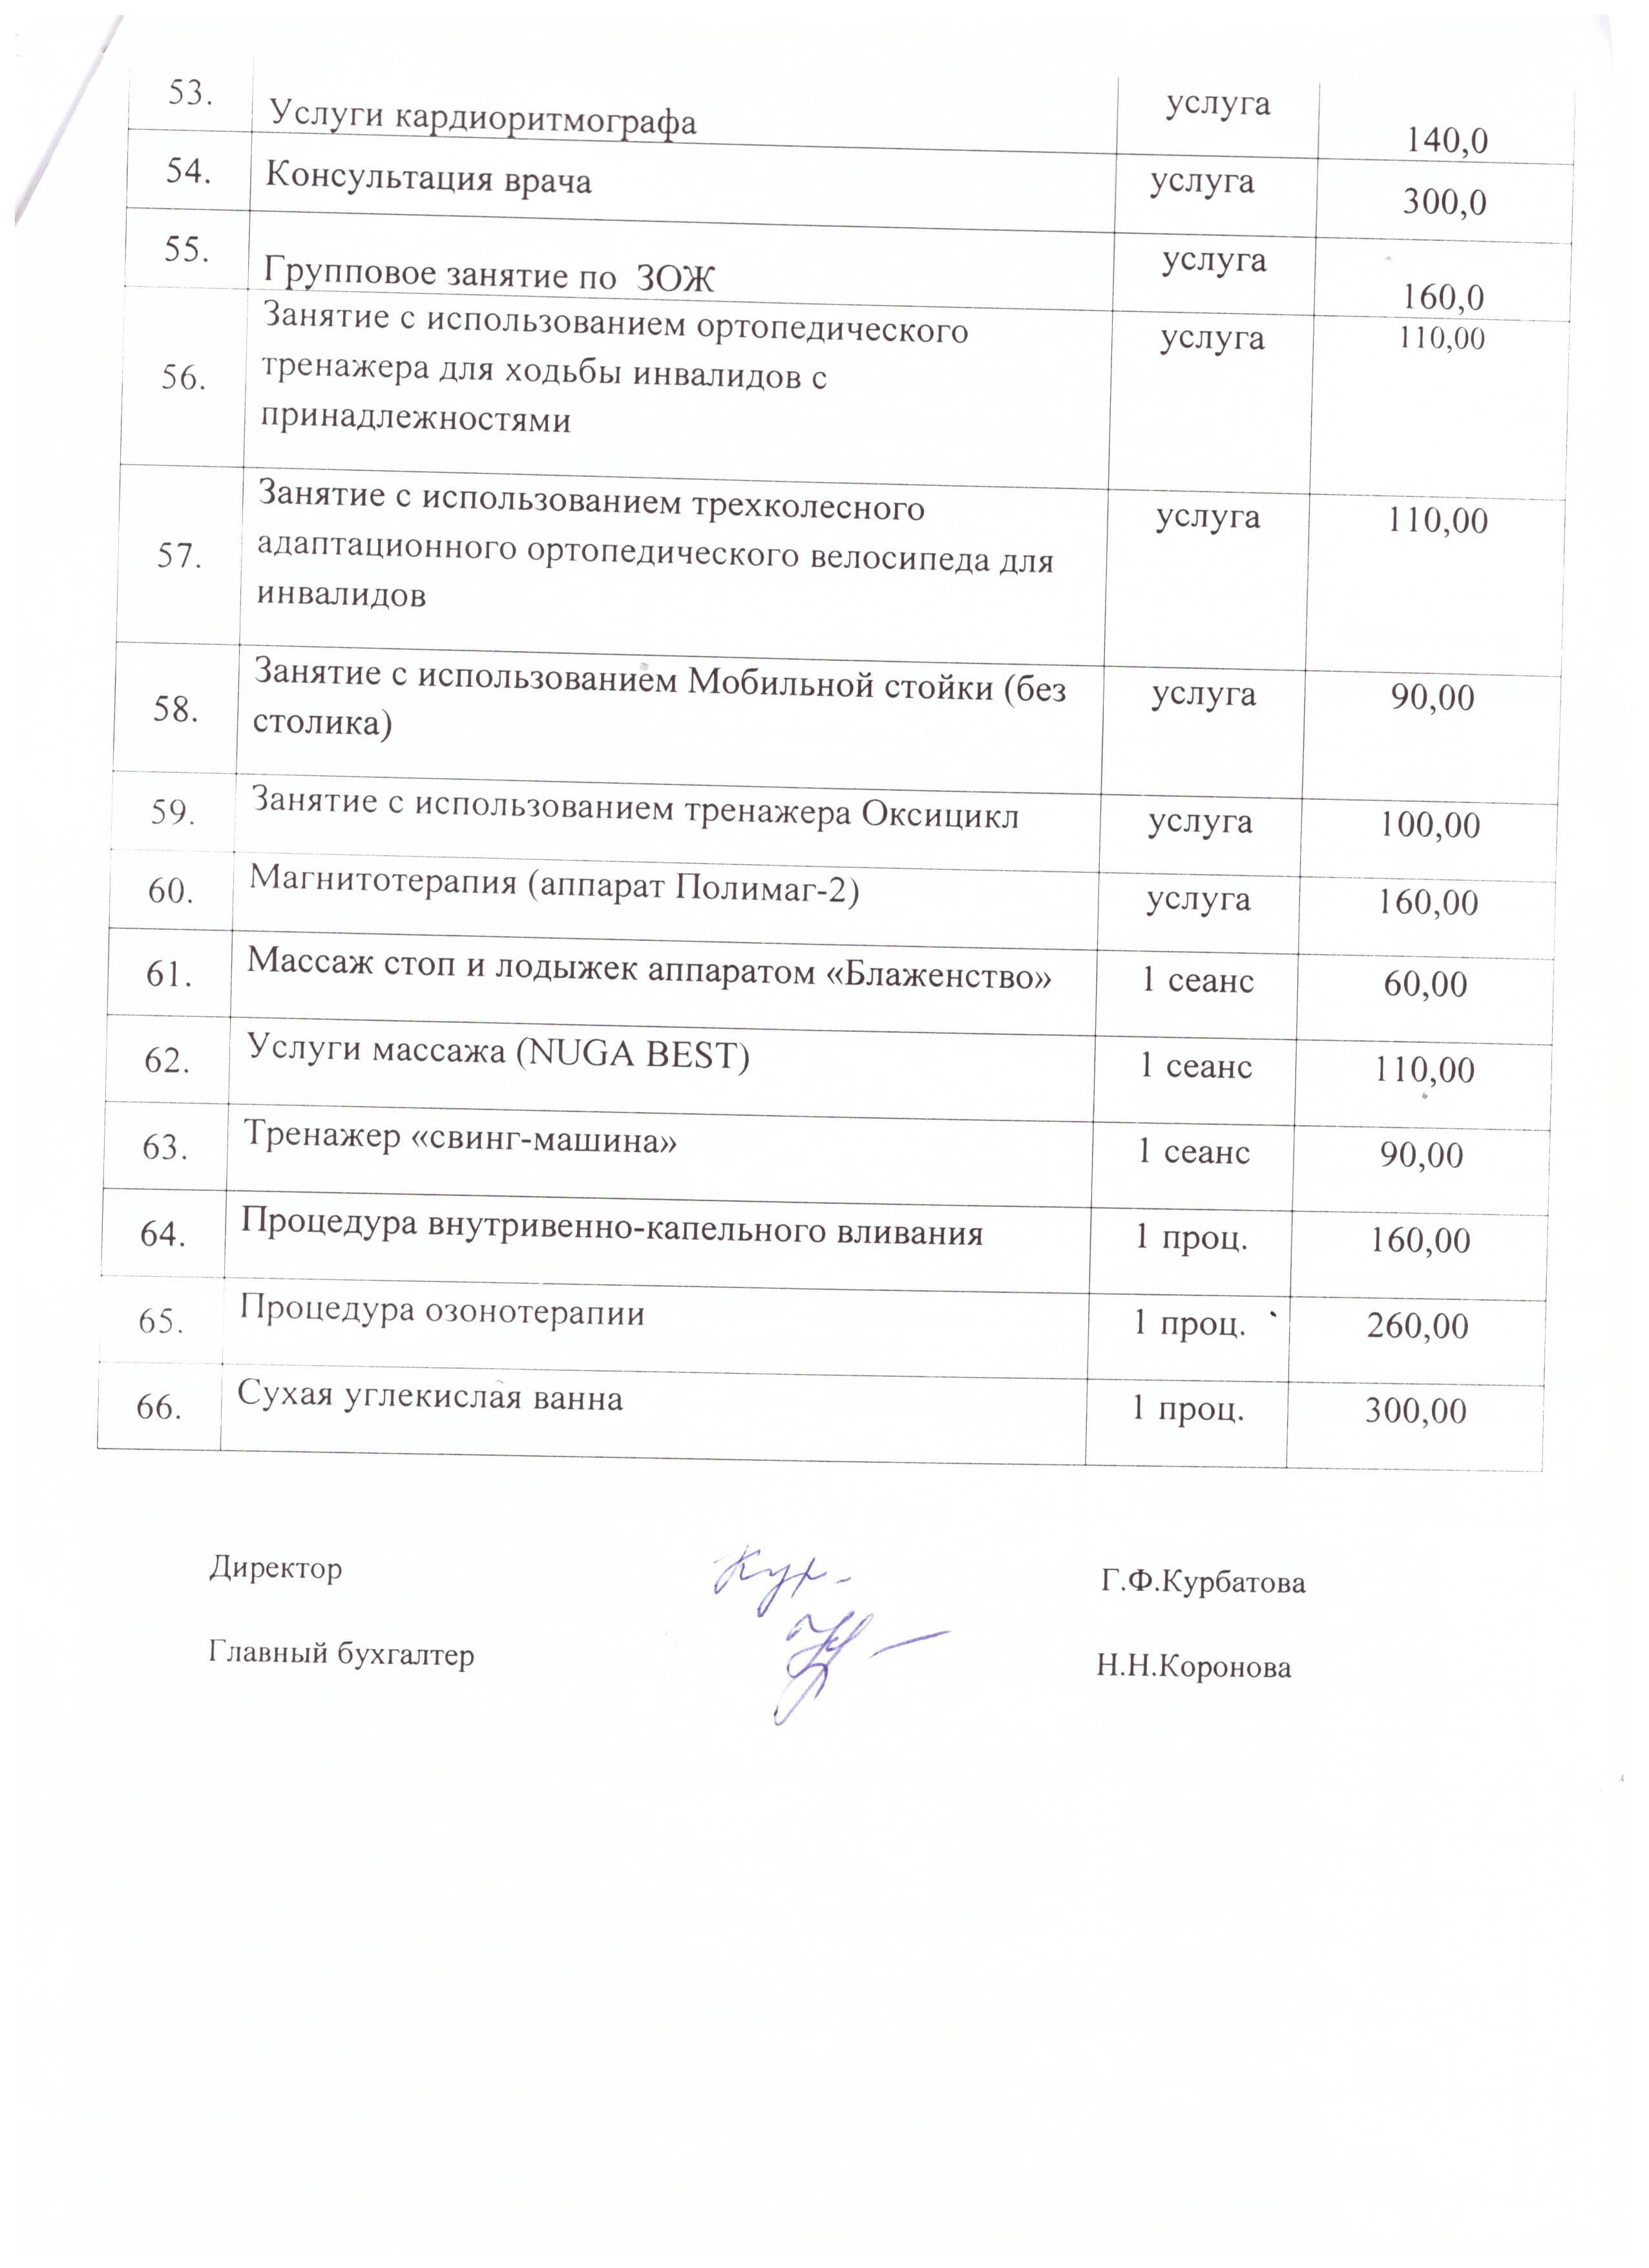 53. Услуги кардиоритмографа услуга 140,0
54. Консультация врача услуга 300,0
55. Групповое занятие по ЗОЖ услуга 160,0
56. Занятие с использованием ортопедического услуга 110,00
тренажера для ходьбы инвалидов с
принадлежностями
57. Занятие с использованием трехколесного услуга 110,00
адаптационного ортопедического велосипеда для
инвалидов
58. Занятие с использованием Мобильной стойки (без услуга 90,00
столика)
59. Занятие с использованием тренажера Оксицикл услуга 100,00
60. Магнитотерапия (аппарат Полимаг-2) услуга 160,00
61. Массаж стоп и лодыжек аппаратом «Блаженство» 1 сеанс 60,00
62. Услуги массажа (NUGA BEST) 1 сеанс 110,00
63. Тренажер «свинг-машина» 1 сеанс 90,00
64. Процедура внутривенно-капельного вливания 1 проц. 160,00
65. Процедура озонотерапии 1 проц. 260,00
66. Сухая углекислая ванна 1 проц. 300,00
Директор Г.Ф.Курбатова
Главный бухгалтер Н.Н.Коронова